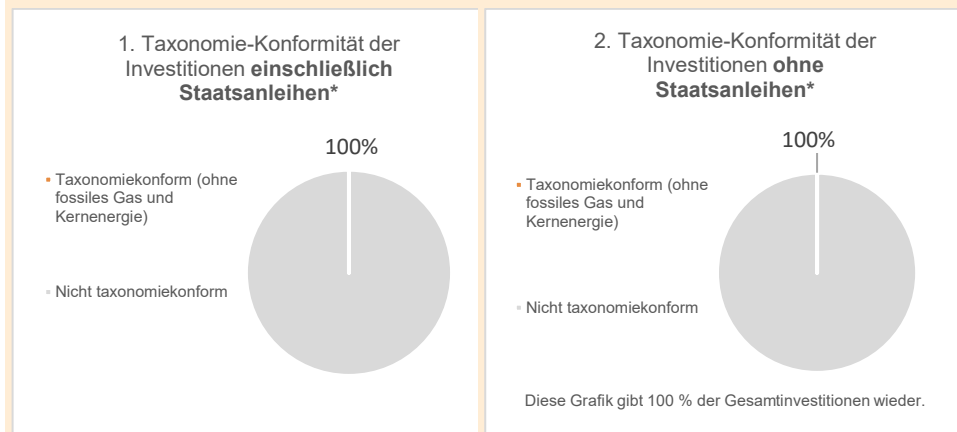 1. Taxonomie-Konformität der
Investitionen einschließlich
Staatsanleihen*
100%
Taxonomiekonform (ohne
fossiles Gas und
Kernenergie)
Nicht taxonomiekonform
2. Taxonomie-Konformität der
Investitionen ohne
Staatsanleihen*
100%
Taxonomiekonform (ohne
fossiles Gas und
Kernenergie)
Nicht taxonomiekonform
Diese Grafik gibt 100 % der Gesamtinvestitionen wieder.